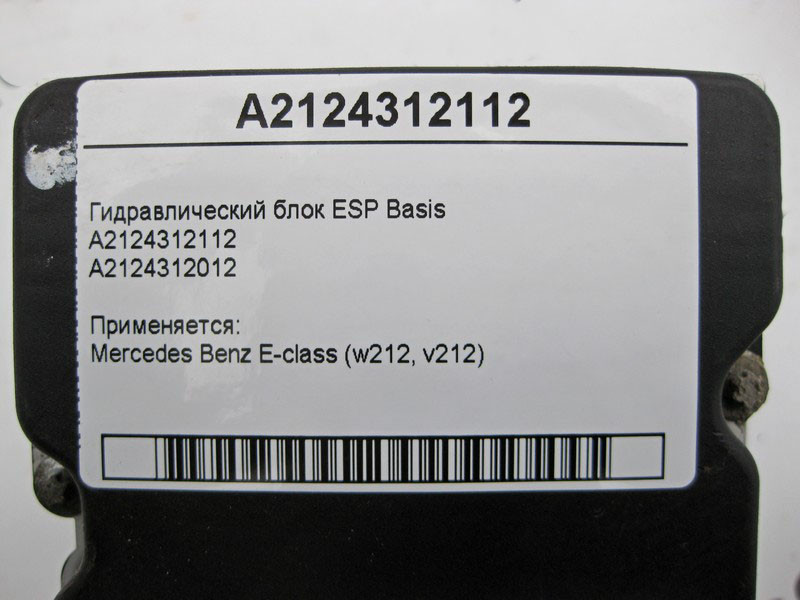 A2124312112
Гидравлический блок ESP Basis
A2124312112
A2124312012
Применяется:
Mercedes Benz E-class (w212, v212)